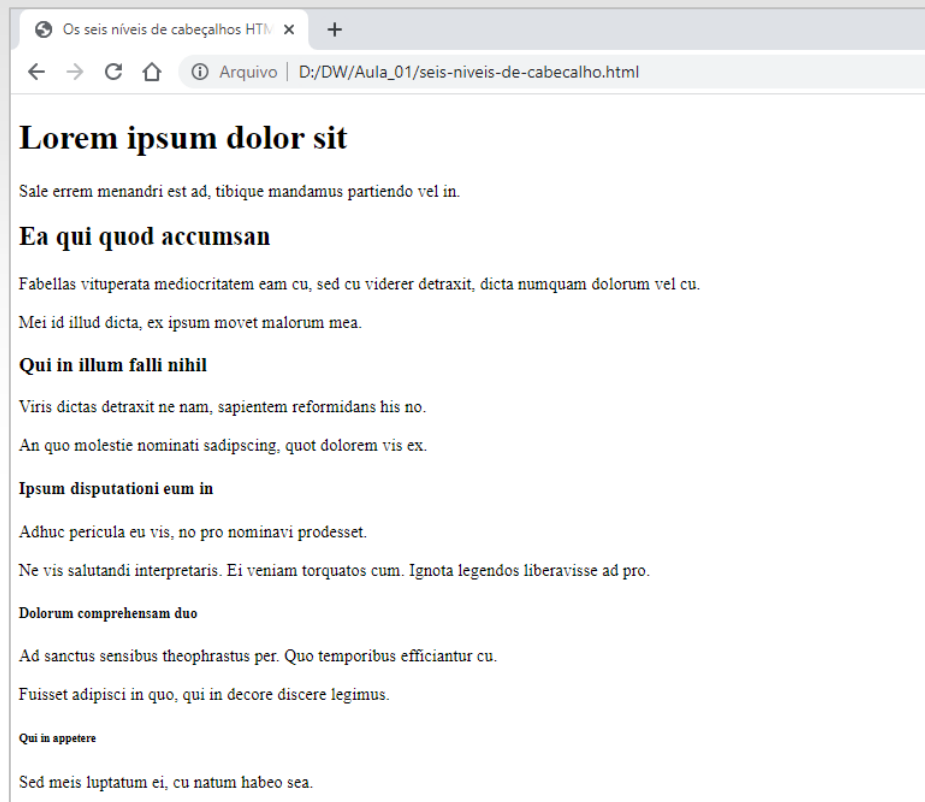 Os seis níveis de cabeçalhos HTM
Arquivo D:/DW/Aula_01/seis-niveis-de-cabecalho.html
Lorem ipsum dolor sit
Sale errem menandri est ad, tibique mandamus partiendo vel in.
Ea qui quod accumsan
Fabellas vituperata mediocritatem eam cu, sed cu viderer detraxit, dicta numquam dolorum vel cu.
Mei id illud dicta, ex ipsum movet malorum mea.
Qui in illum falli nihil
Viris dictas detraxit ne nam, sapientem reformidans his no.
An quo molestie nominati sadipscing, quot dolorem vis ex.
Ipsum disputationi eum in
Adhuc pericula eu vis, no pro nominavi prodesset.
Ne vis salutandi interpretaris. Ei veniam torquatos cum. Ignota legendos liberavisse ad pro.
Dolorum comprehensam duo
Ad sanctus sensibus theophrastus per. Quo temporibus efficiantur cu.
Fuisset adipisci in quo, qui in decore discere legimus.
Qui in appetere
Sed meis luptatum ei, cu natum habeo sea.